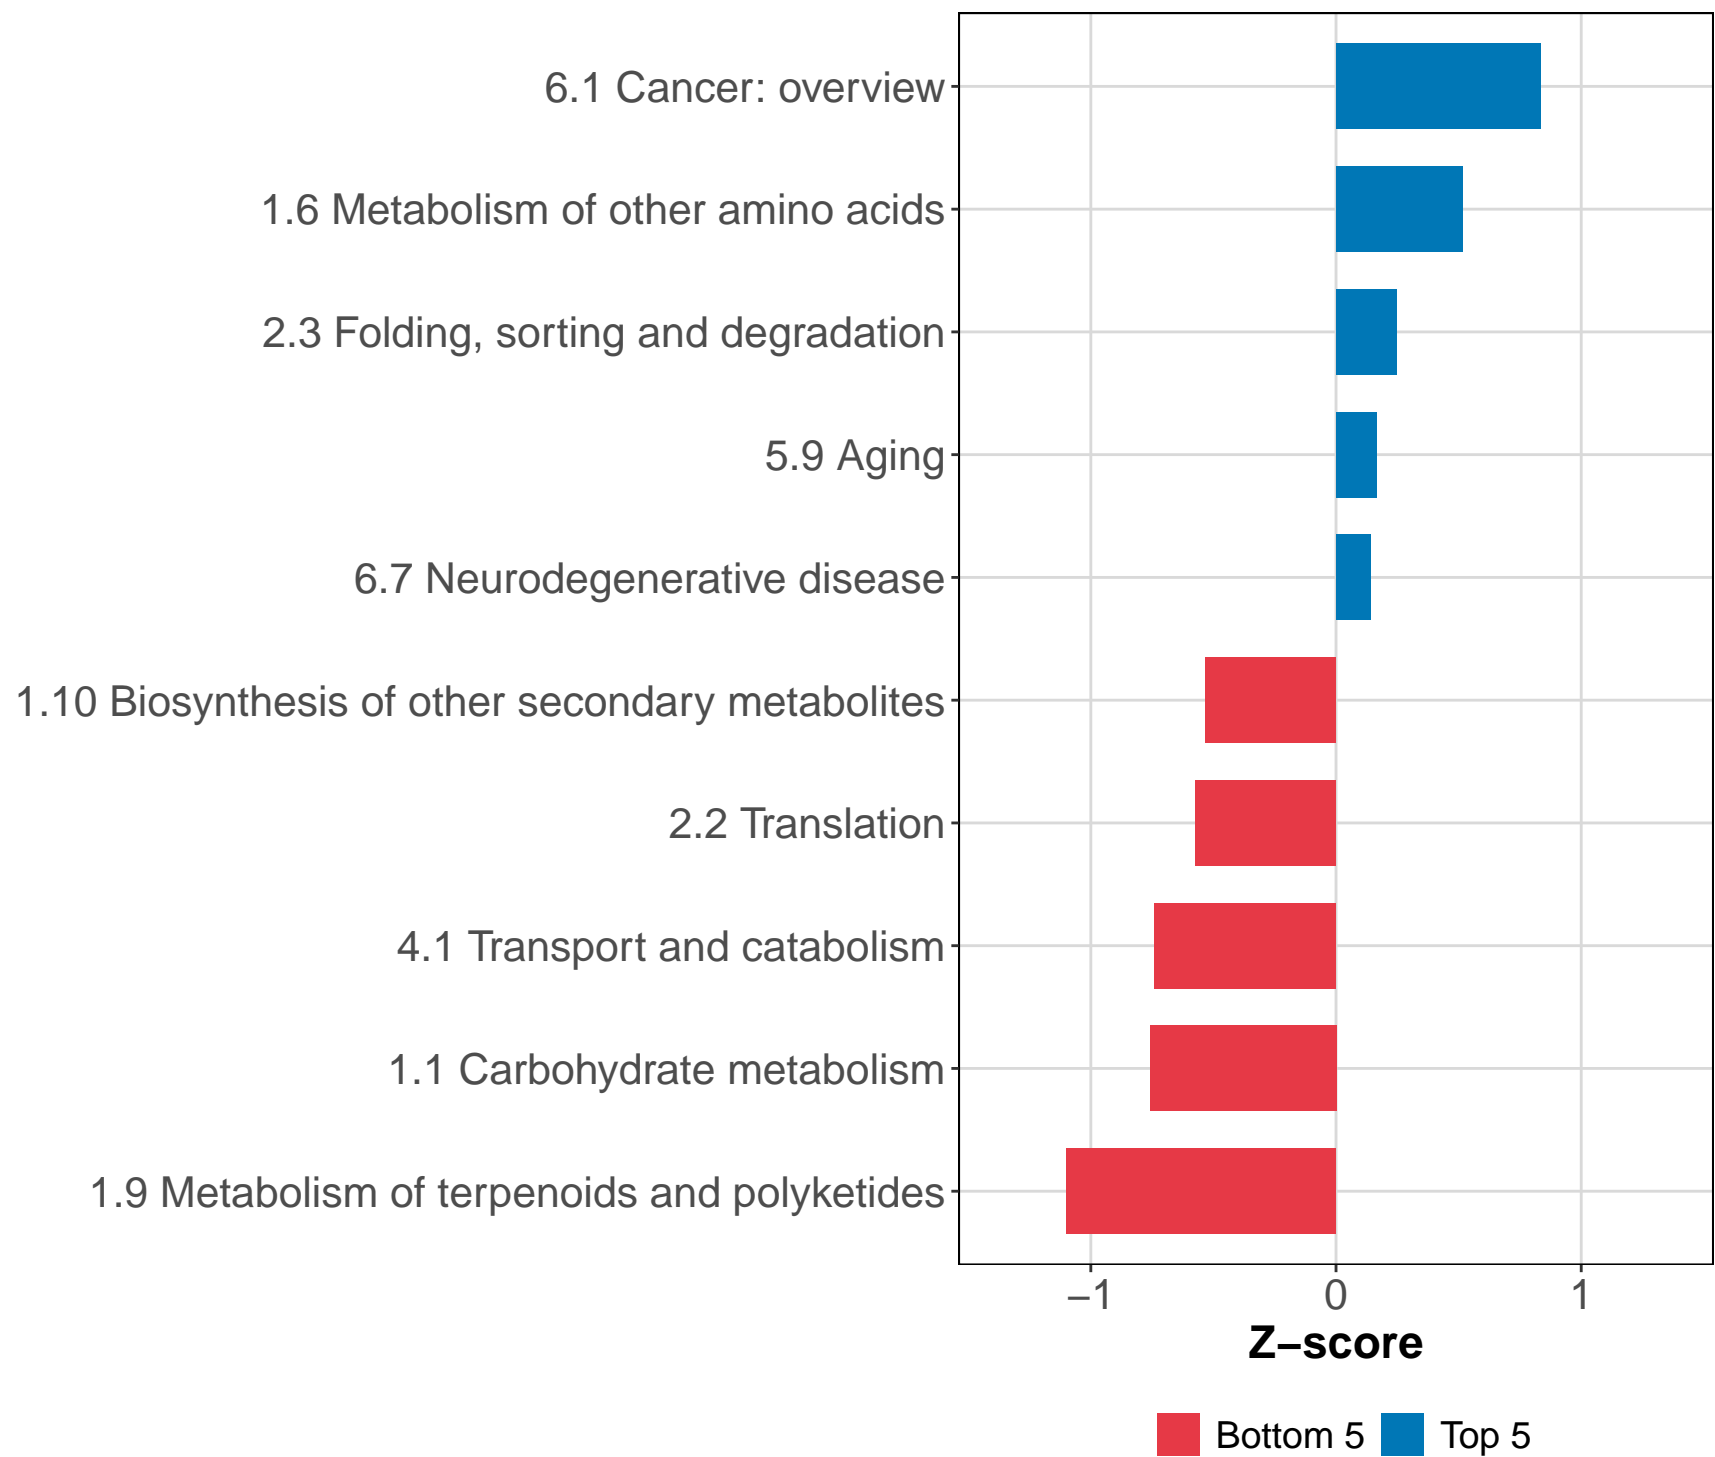 6.1 Cancer: overview
1.6 Metabolism of other amino acids
2.3 Folding, sorting and degradation
5.9 Aging
6.7 Neurodegenerative disease
1.10 Biosynthesis of other secondary metabolites
2.2 Translation
4.1 Transport and catabolism
1.1 Carbohydrate metabolism
1.9 Metabolism of terpenoids and polyketides
−1 0 1
Z−score
Bottom 5 Top 5